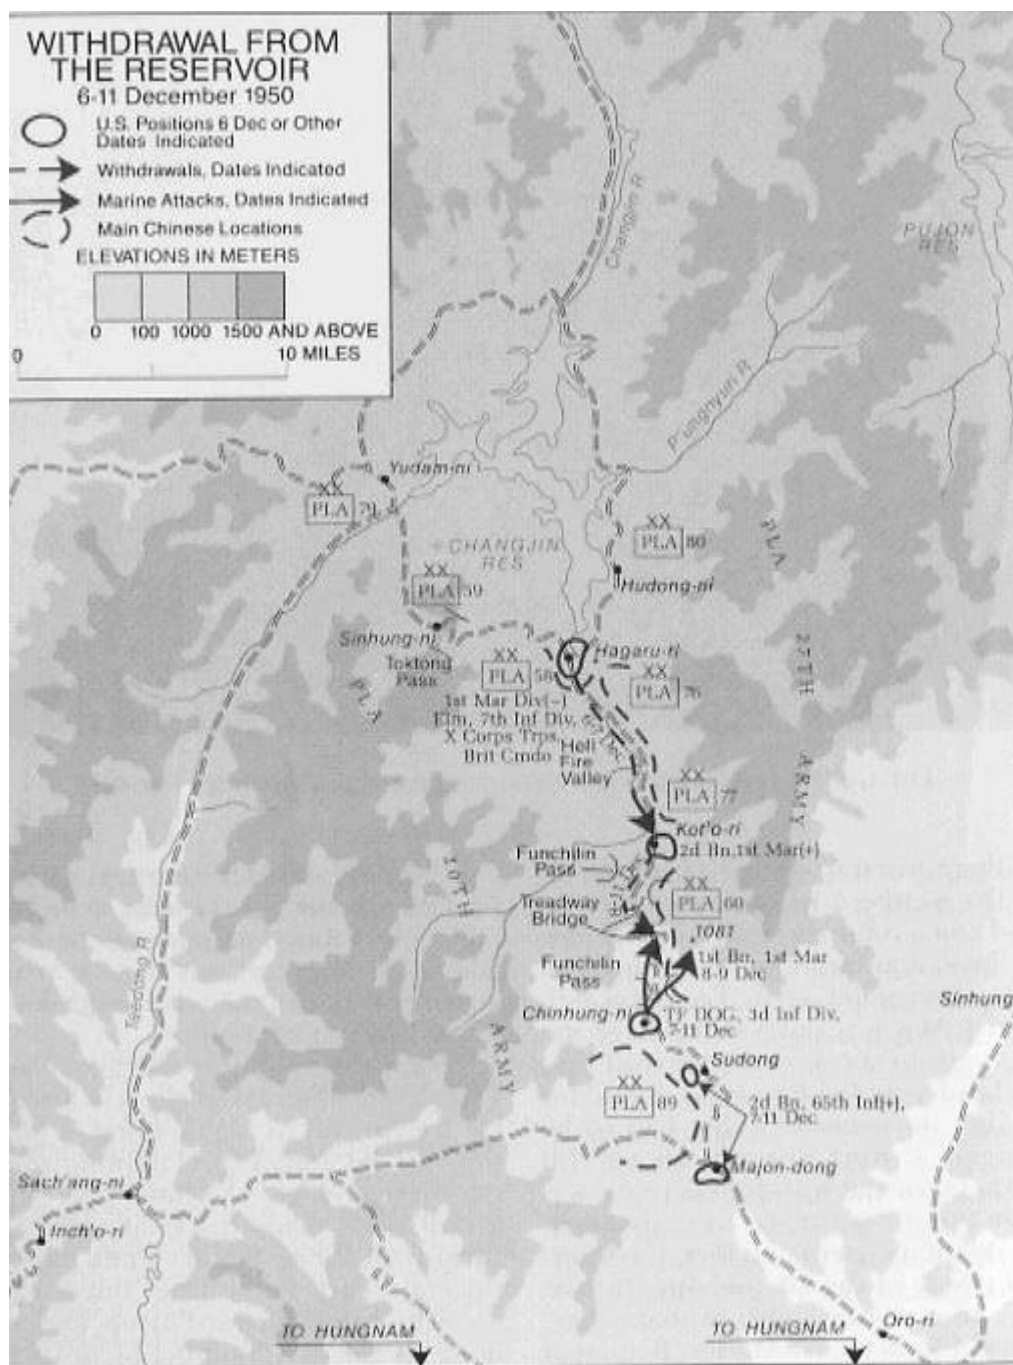 WITHDRAWAL FROM
THE RESERVOIR
6-11 December 1950
U.S. Positions 6 Dec or Other
Dates Indicated
Withdrawals, Dates Indicated
Marine Attacks, Dates Indicated
Main Chinese Locations
ELEVATIONS IN METERS
0 100 1000 1500 AND ABOVE
0 10 MILES
Changjin R
PUJON
RES
P'unghyun R
Yudam-ni
XX
PLA 79
CHANGJIN
RES
XX
PLA 80
PLA
Hudong-ni
XX
PLA 59
Sinhung-ni
Toktong
Pass
Hagaru-ri
XX
PLA 58
XX
PLA 76
27TH
PLA
1st Mar Div(–)
Elm, 7th Inf Div,
X Corps Trps,
Brit Cmdo
Hell
Fire
Valley
ARMY
XX
PLA 77
Kot'o-ri
2d Bn, 1st Mar(+)
Funchilin
Pass
20TH
XX
PLA 60
Treadway
Bridge
1081
1st Bn, 1st Mar
8-9 Dec
Funchilin
Pass
Taedong R
Sinhung
Chinhung-ni
TF DOG, 3d Inf Div,
7-11 Dec
ARMY
Sudong
XX
PLA 89
2d Bn, 65th Inf(+),
7-11 Dec
Majon-dong
Sach'ang-ni
Inch'o-ri
Oro-ri
TO HUNGNAM
TO HUNGNAM